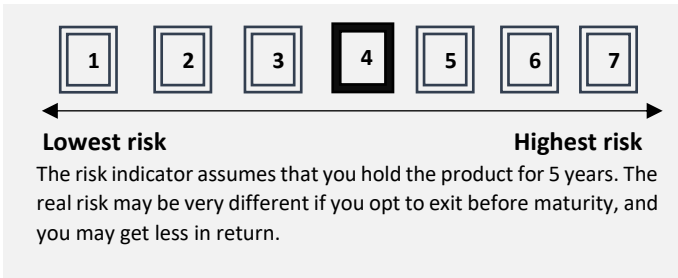 1 2 3 4 5 6 7
Lowest risk Highest risk
The risk indicator assumes that you hold the product for 5 years. The
real risk may be very different if you opt to exit before maturity, and
you may get less in return.